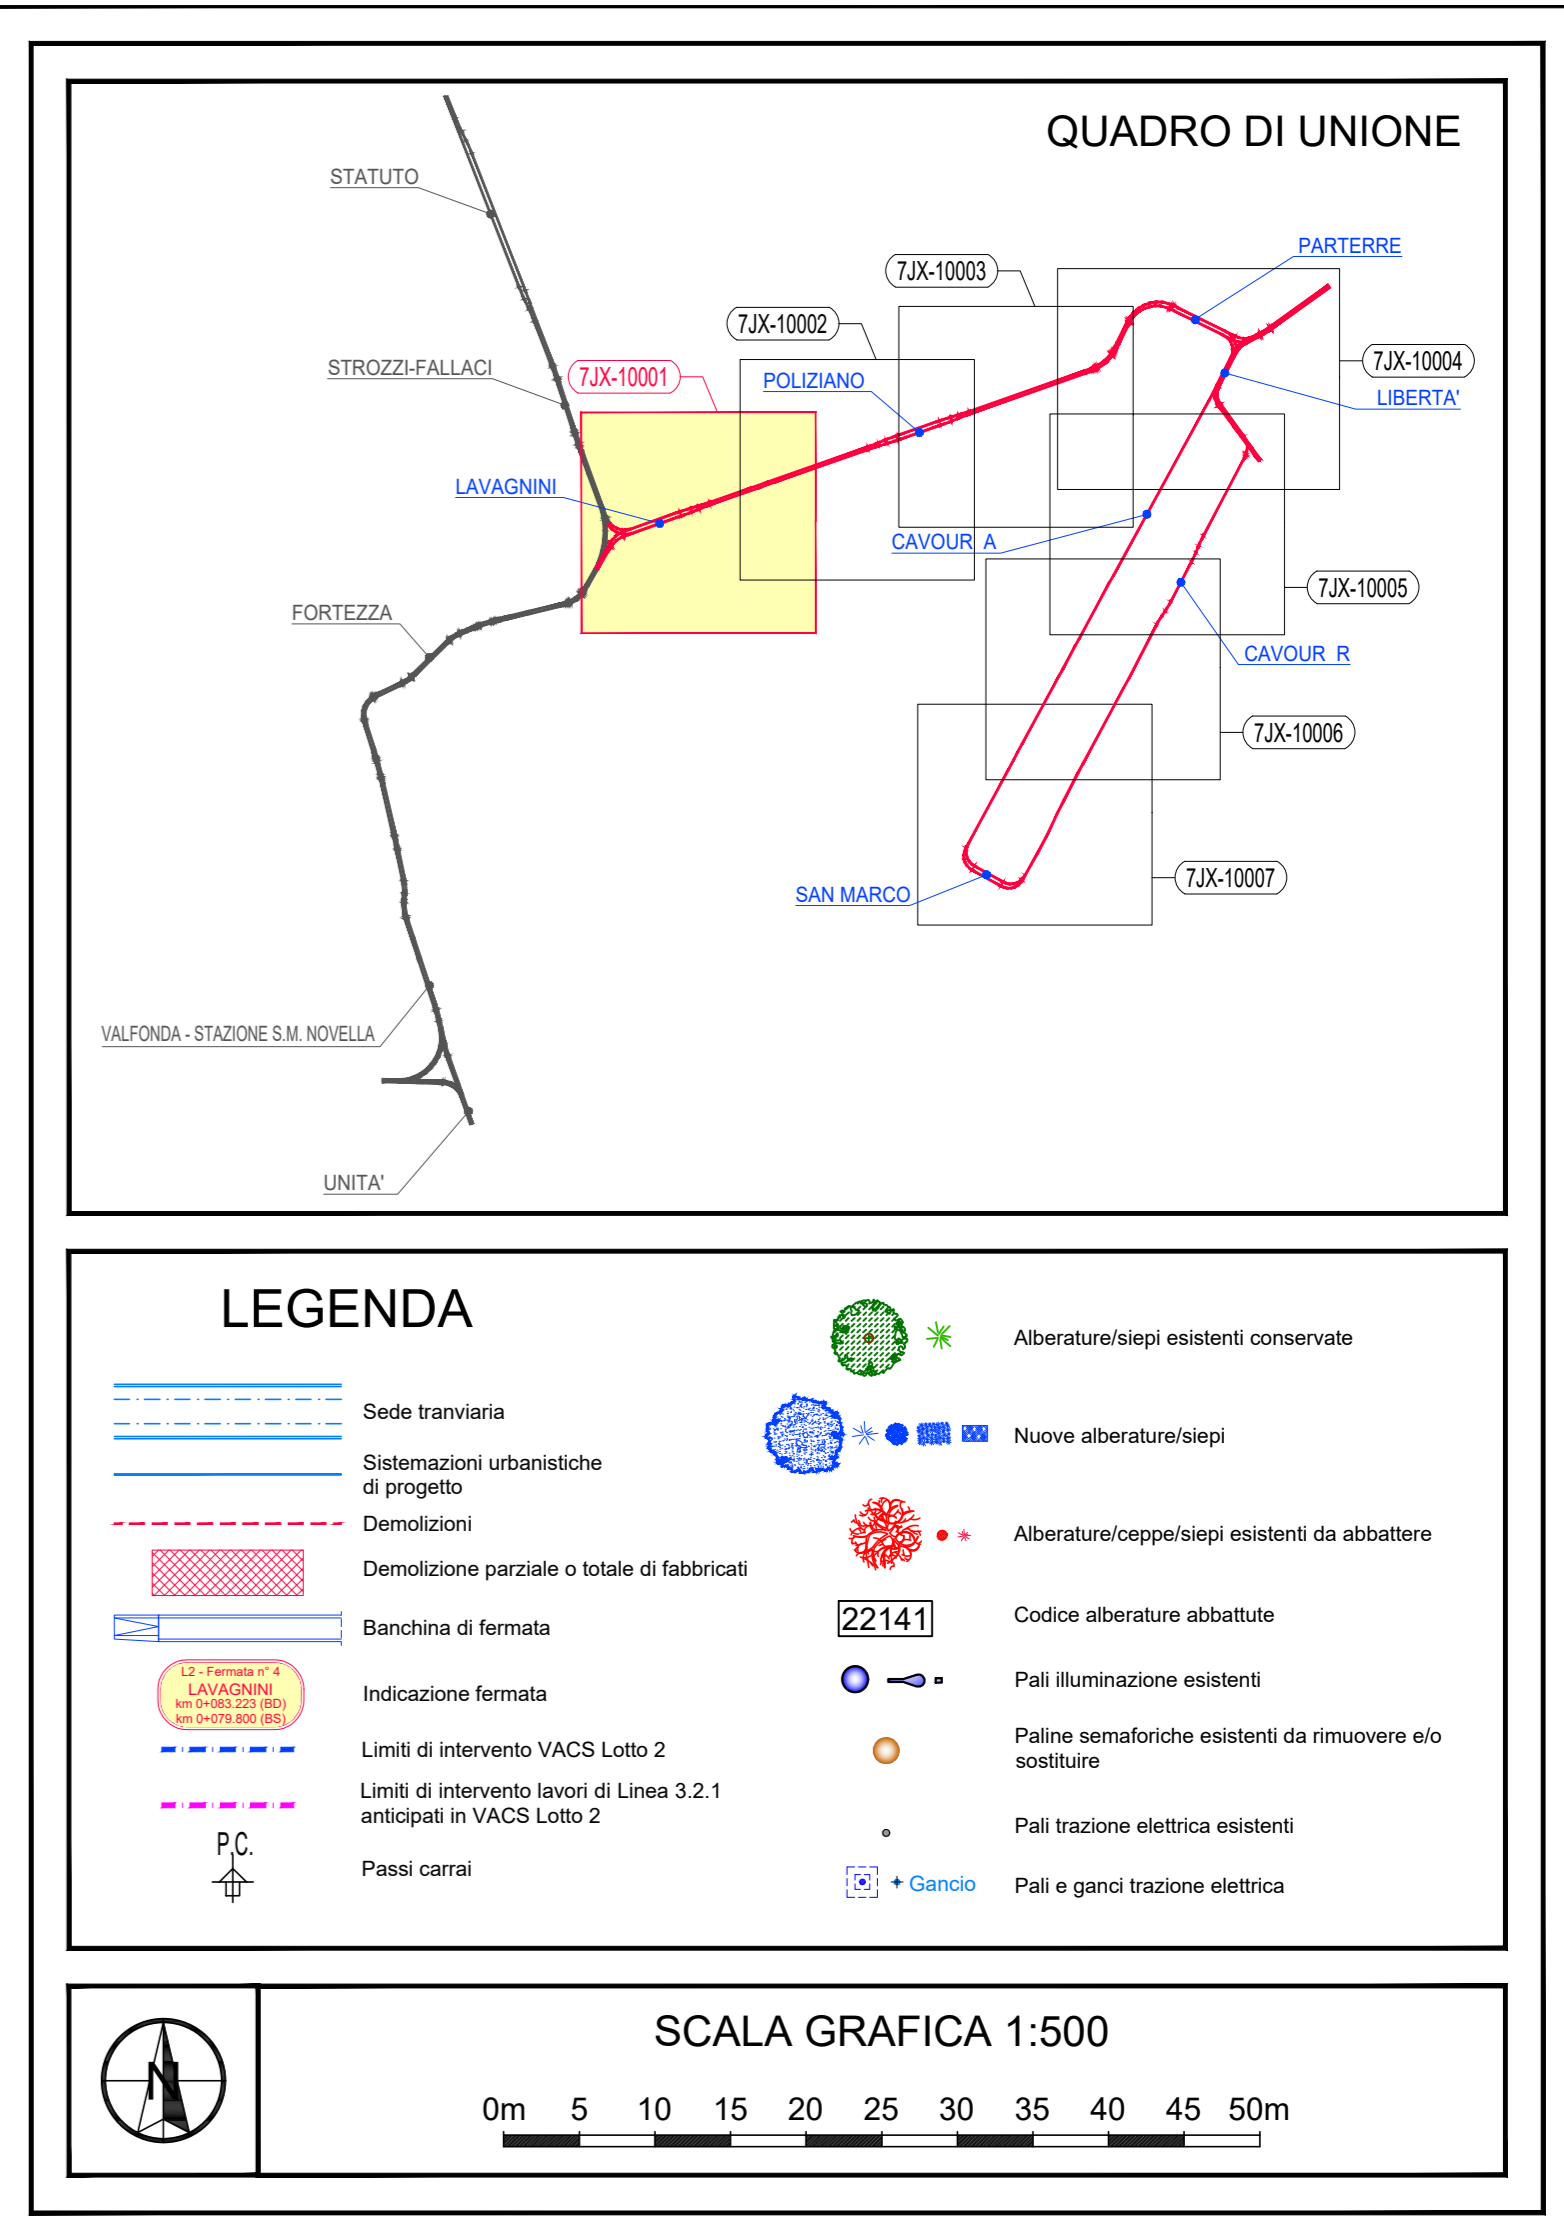 QUADRO DI UNIONE
STATUTO
PARTERRE
7JX-10003
7JX-10002
7JX-10004
STROZZI-FALLACI
7JX-10001
POLIZIANO
LIBERTA'
LAVAGNINI
CAVOUR A
7JX-10005
FORTEZZA
CAVOUR R
7JX-10006
7JX-10007
SAN MARCO
VALFONDA - STAZIONE S.M. NOVELLA
UNITA'
LEGENDA
Sede tranviaria
Sistemazioni urbanistiche
di progetto
Demolizioni
Demolizione parziale o totale di fabbricati
Banchina di fermata
L2 - Fermata n° 4
LAVAGNINI
km 0+083.223 (BD)
km 0+079.800 (BS)
Indicazione fermata
Limiti di intervento VACS Lotto 2
Limiti di intervento lavori di Linea 3.2.1
anticipati in VACS Lotto 2
P.C.
Passi carrai
Alberature/siepi esistenti conservate
Nuove alberature/siepi
Alberature/ceppe/siepi esistenti da abbattere
22141
Codice alberature abbattute
Pali illuminazione esistenti
Paline semaforiche esistenti da rimuovere e/o
sostituire
Pali trazione elettrica esistenti
Gancio
Pali e ganci trazione elettrica
N
SCALA GRAFICA 1:500
0m 5 10 15 20 25 30 35 40 45 50m